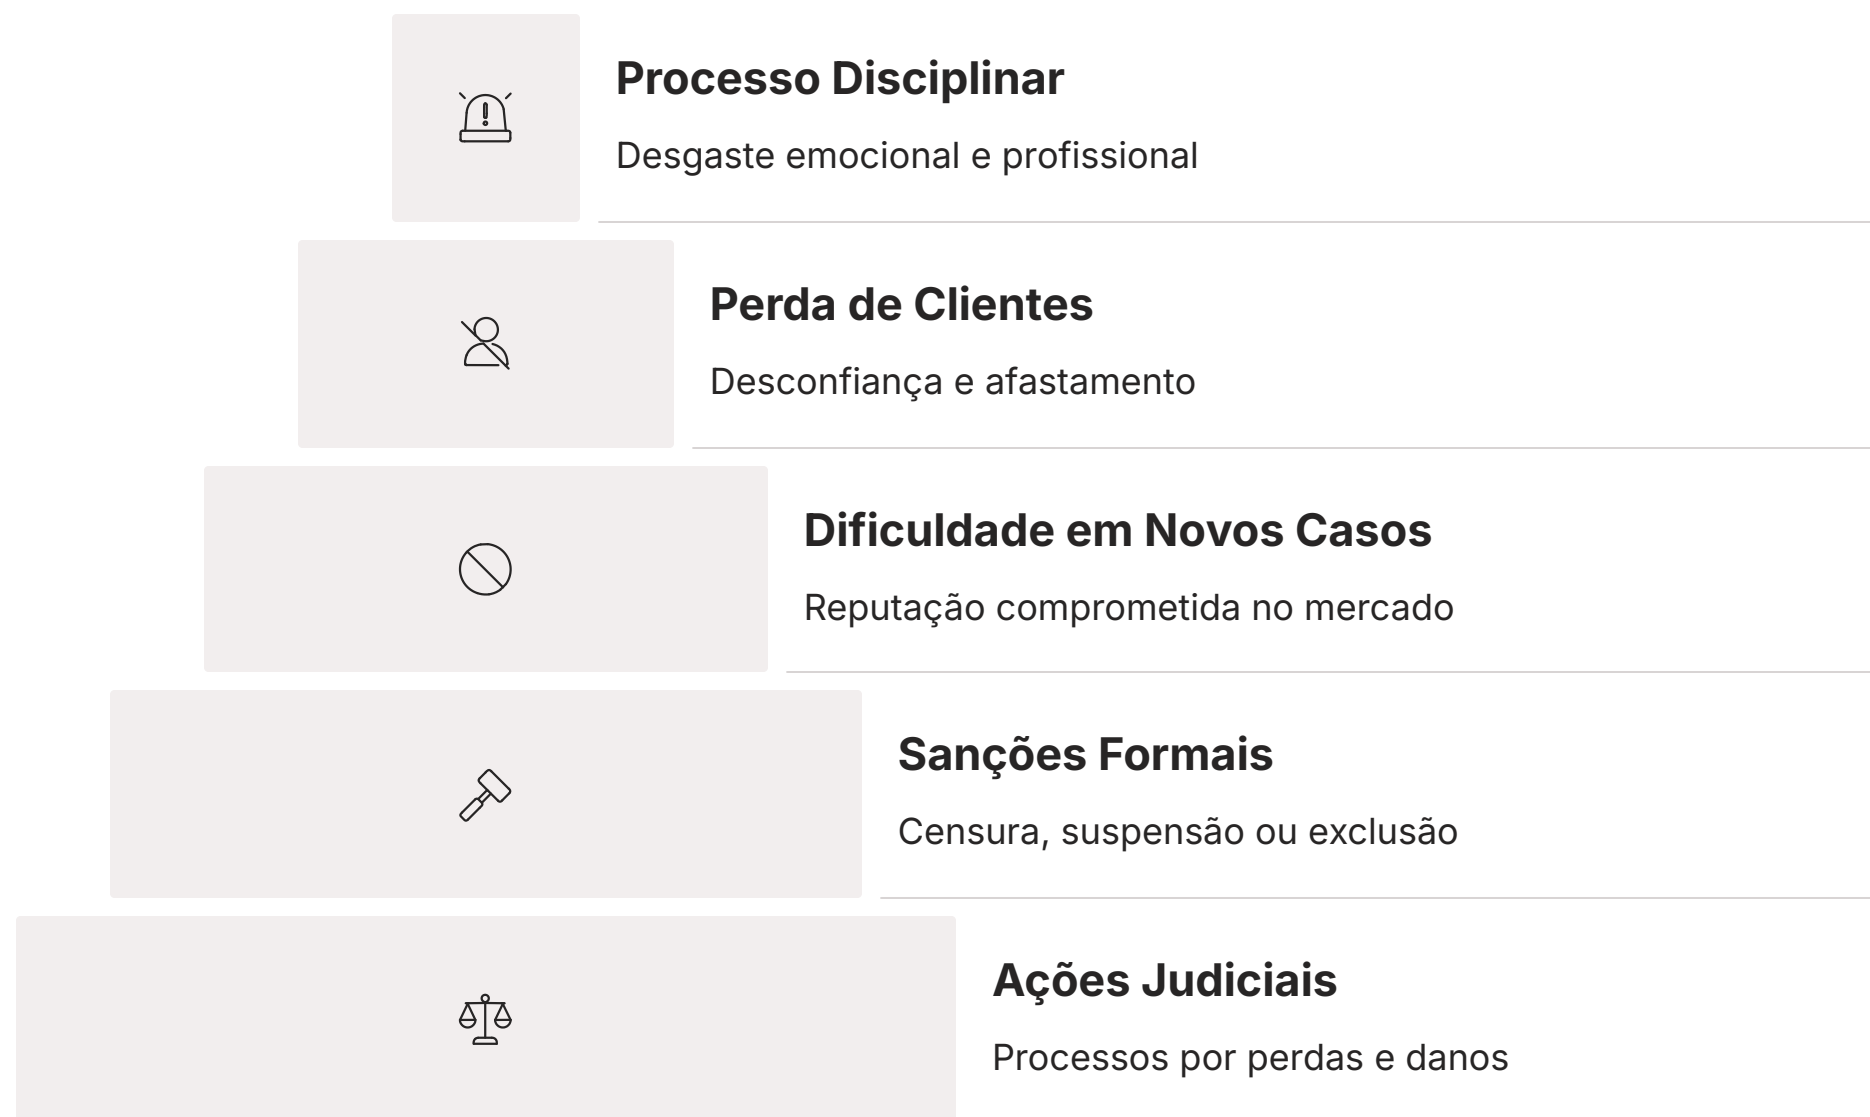 Processo Disciplinar
Desgaste emocional e profissional
Perda de Clientes
Desconfiança e afastamento
Dificuldade em Novos Casos
Reputação comprometida no mercado
Sanções Formais
Censura, suspensão ou exclusão
Ações Judiciais
Processos por perdas e danos